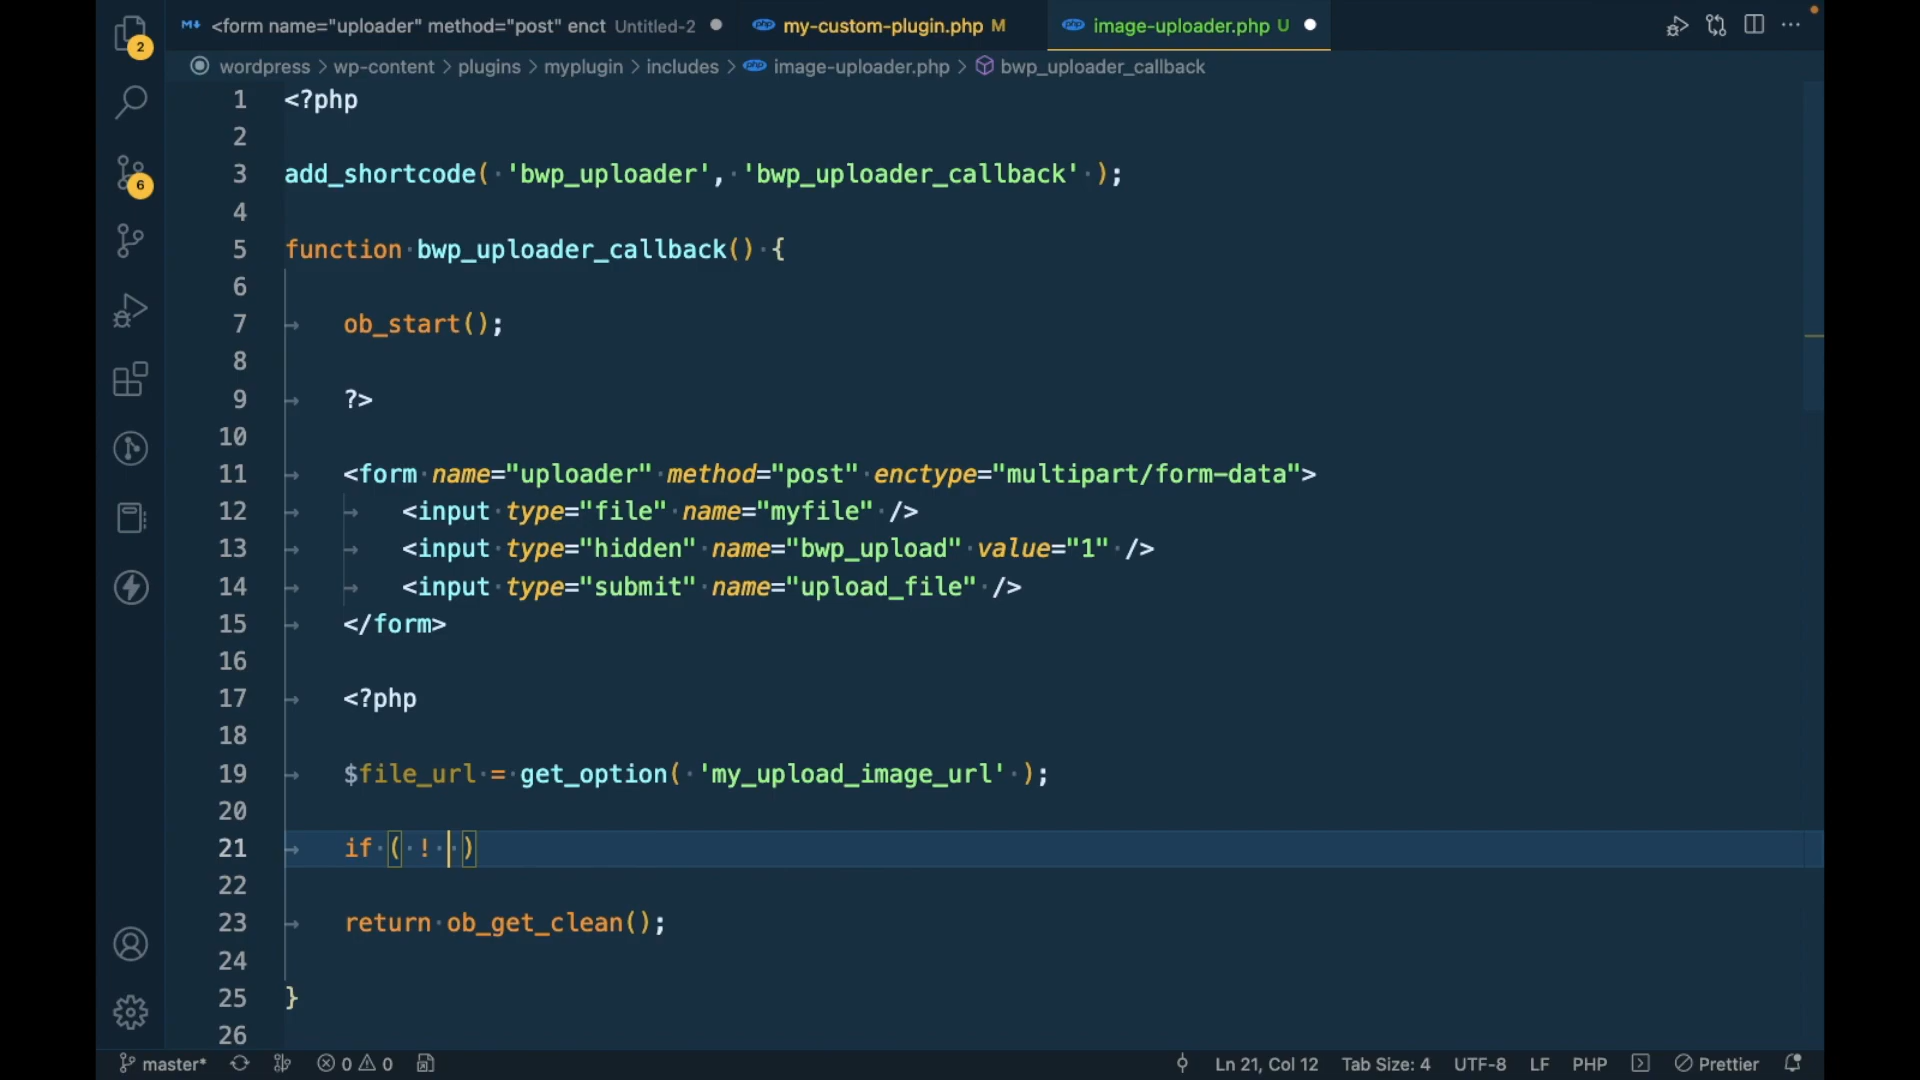 2
<form name="uploader" method="post" enct Untitled-2
php my-custom-plugin.php M
php image-uploader.php U
wordpress > wp-content > plugins > myplugin > includes > php image-uploader.php > bwp_uploader_callback
6
1 <?php
2
3 add_shortcode( 'bwp_uploader', 'bwp_uploader_callback' );
4
5 function bwp_uploader_callback() {
6
7 ob_start();
8
9 ?>
10
11 <form name="uploader" method="post" enctype="multipart/form-data">
12 <input type="file" name="myfile" />
13 <input type="hidden" name="bwp_upload" value="1" />
14 <input type="submit" name="upload_file" />
15 </form>
16
17 <?php
18
19 $file_url = get_option( 'my_upload_image_url' );
20
21 if ( ! )
22
23 return ob_get_clean();
24
25 }
26
master* 0 0 Ln 21, Col 12 Tab Size: 4 UTF-8 LF PHP Prettier